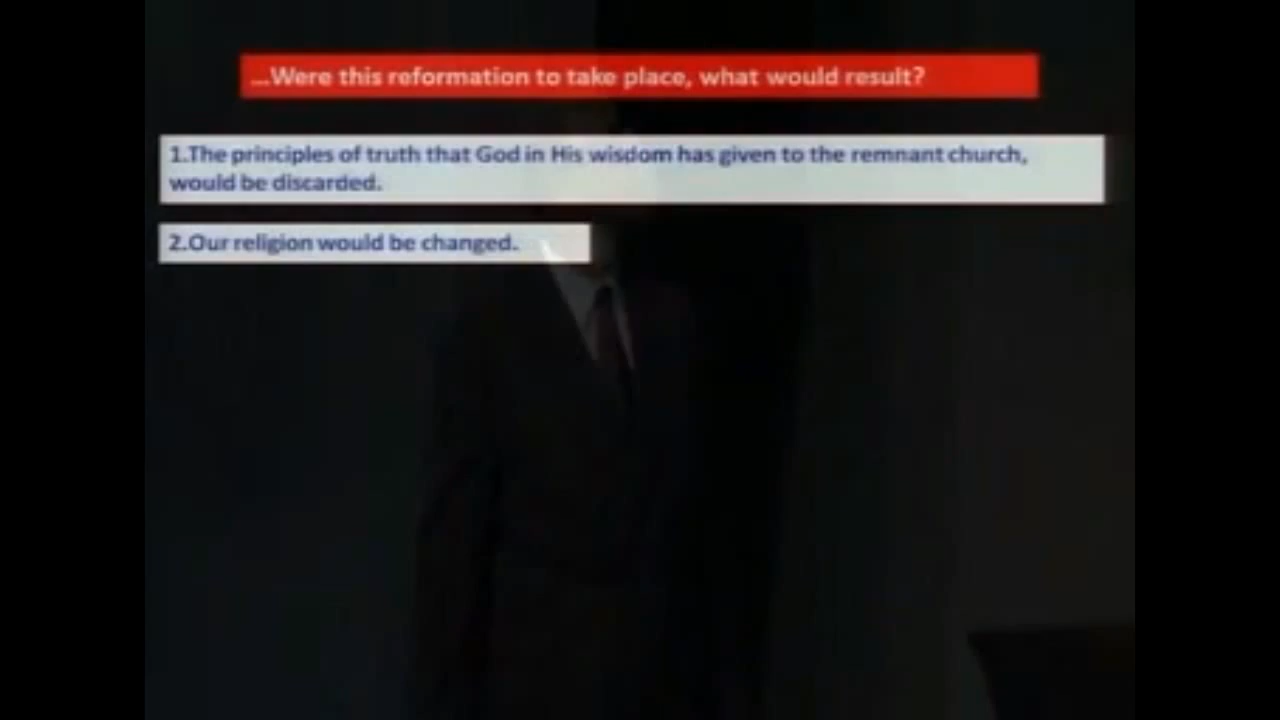 ...Were this reformation to take place, what would result?
1.The principles of truth that God in His wisdom has given to the remnant church,
would be discarded.
2.Our religion would be changed.